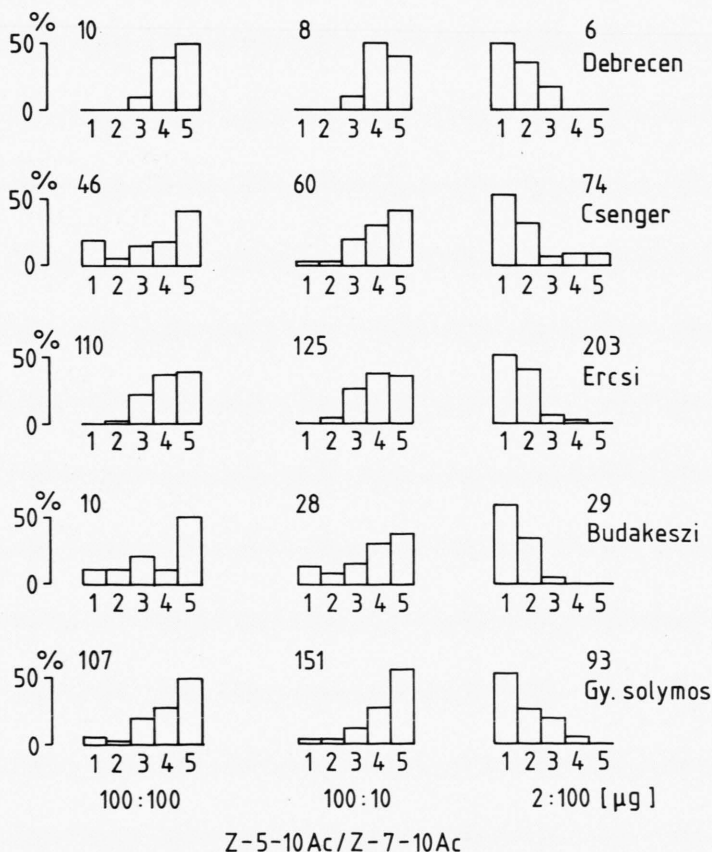 % 10 8 6
50 Debrecen
0
1 2 3 4 5 1 2 3 4 5 1 2 3 4 5
% 46 60 74
50 Csenger
0
1 2 3 4 5 1 2 3 4 5 1 2 3 4 5
% 110 125 203
50 Ercsi
0
1 2 3 4 5 1 2 3 4 5 1 2 3 4 5
% 10 28 29
50 Budakeszi
0
1 2 3 4 5 1 2 3 4 5 1 2 3 4 5
% 107 151 93
50 Gy. solymos
0
1 2 3 4 5 1 2 3 4 5 1 2 3 4 5
100:100 100:10 2:100 [µg]
Z-5-10Ac/Z-7-10Ac